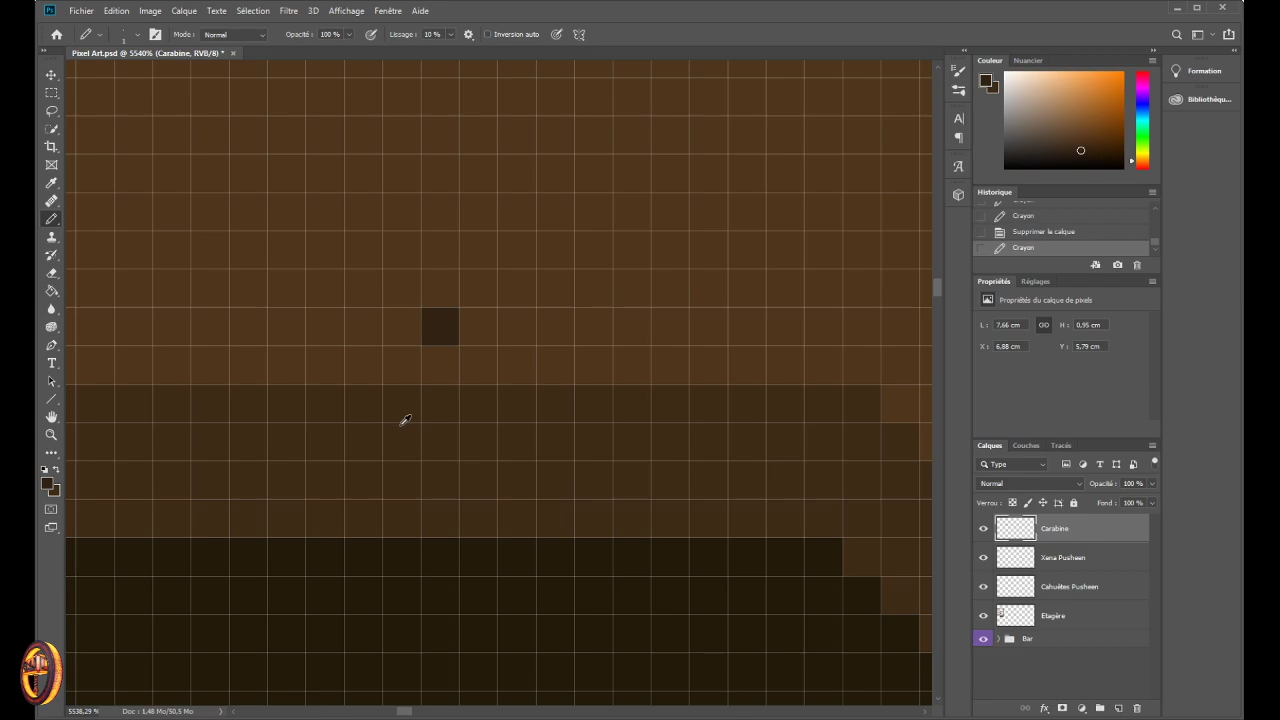 Ps Fichier Edition Image Calque Texte Sélection Filtre 3D Affichage Fenêtre Aide
1 Mode : Normal Opacité : 100 % Lissage : 10 % Inversion auto
Pixel Art.psd @ 5540% (Carabine, RVB/8) * ×
Couleur Nuancier
Formation
Bibliothèqu...
Historique
Crayon
Supprimer le calque
Crayon
Propriétés Réglages
Propriétés du calque de pixels
L : 7,66 cm H : 0,95 cm
X : 6,88 cm Y : 5,79 cm
Calques Couches Tracés
Type
Normal Opacité : 100 %
Verrou : Fond : 100 %
Carabine
Xena Pusheen
Cahuètes Pusheen
Etagère
Bar
5538,29 % Doc : 1,48 Mo/50,5 Mo